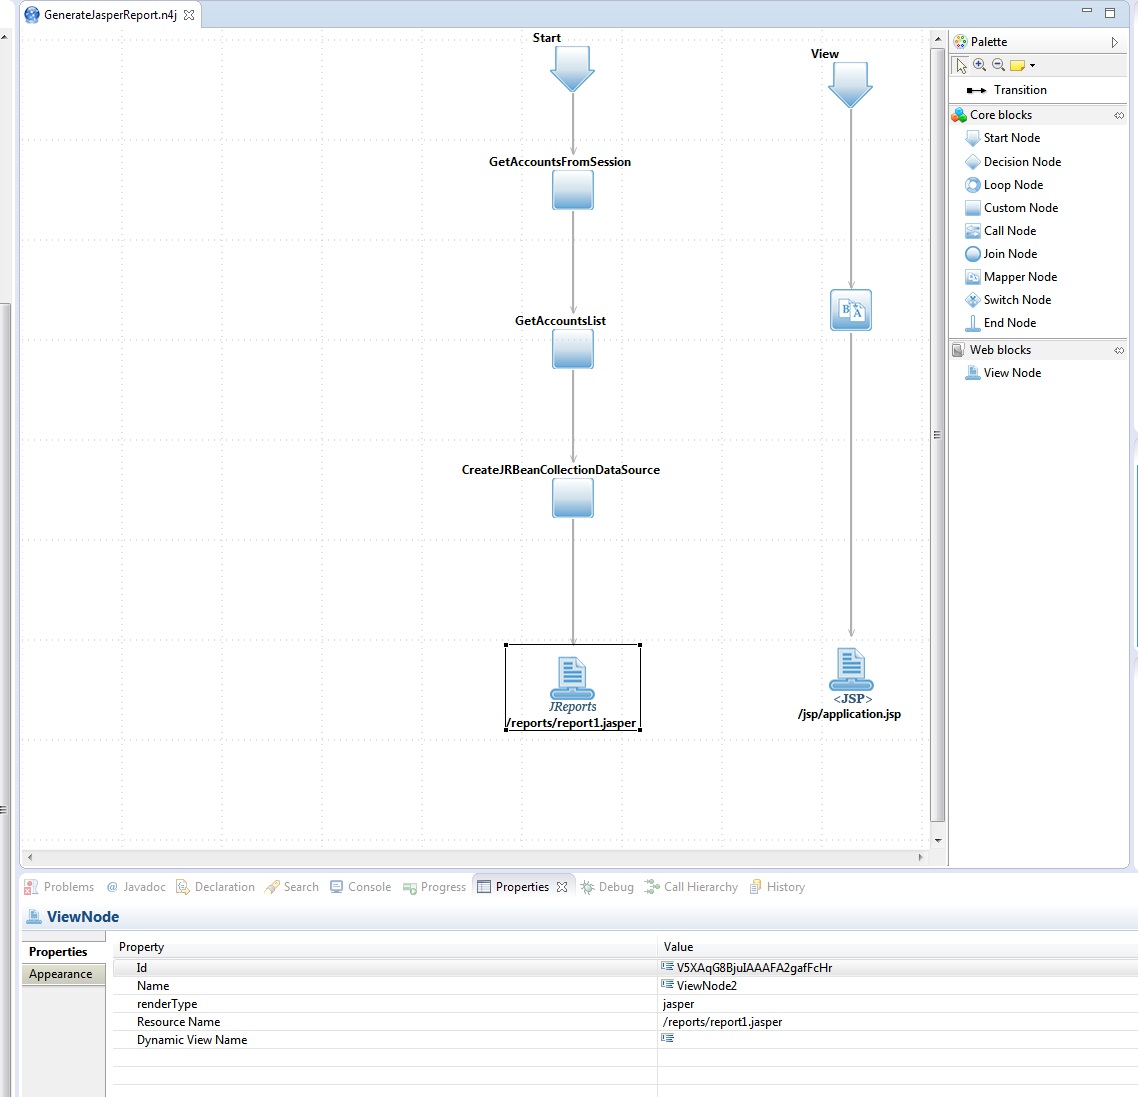 GenerateJasperReport.n4j
Start
View
GetAccountsFromSession
GetAccountsList
B A
CreateJRBeanCollectionDataSource
JReports
/reports/report1.jasper
<JSP>
/jsp/application.jsp
Palette
Transition
Core blocks
Start Node
Decision Node
Loop Node
Custom Node
Call Node
Join Node
Mapper Node
Switch Node
End Node
Web blocks
View Node
Problems @ Javadoc Declaration Search Console Progress Properties Debug Call Hierarchy History
ViewNode
Properties
Appearance
Property Value
Id V5XAqG8BjuIAAAFA2gafFcHr
Name ViewNode2
renderType jasper
Resource Name /reports/report1.jasper
Dynamic View Name